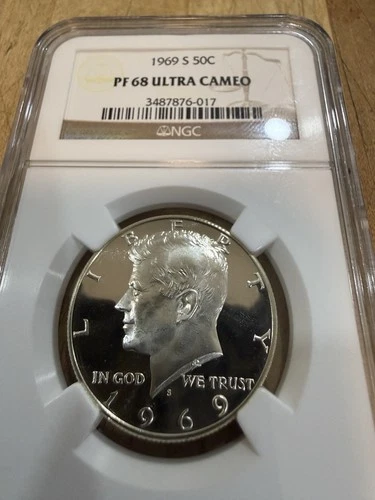 1969 S 50C
PF 68 ULTRA CAMEO
3487876-017
NGC
LIBERTY
IN GOD WE TRUST
S
1969